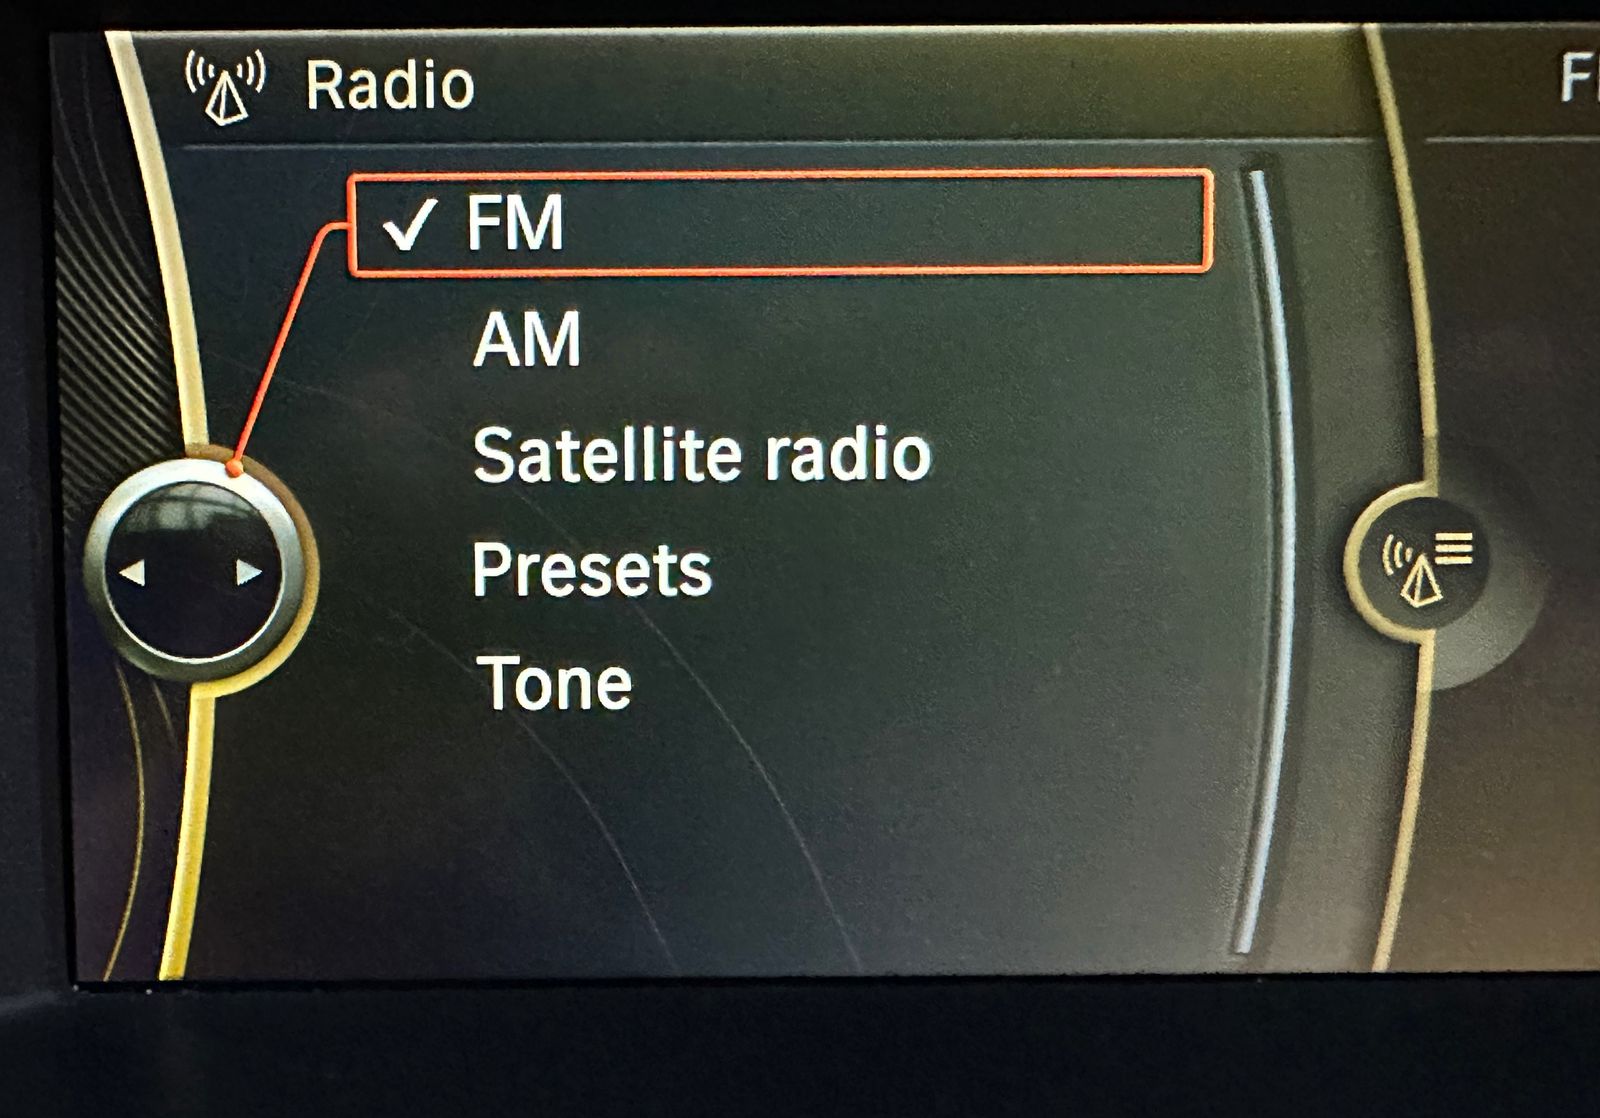 Radio
FM
AM
Satellite radio
Presets
Tone